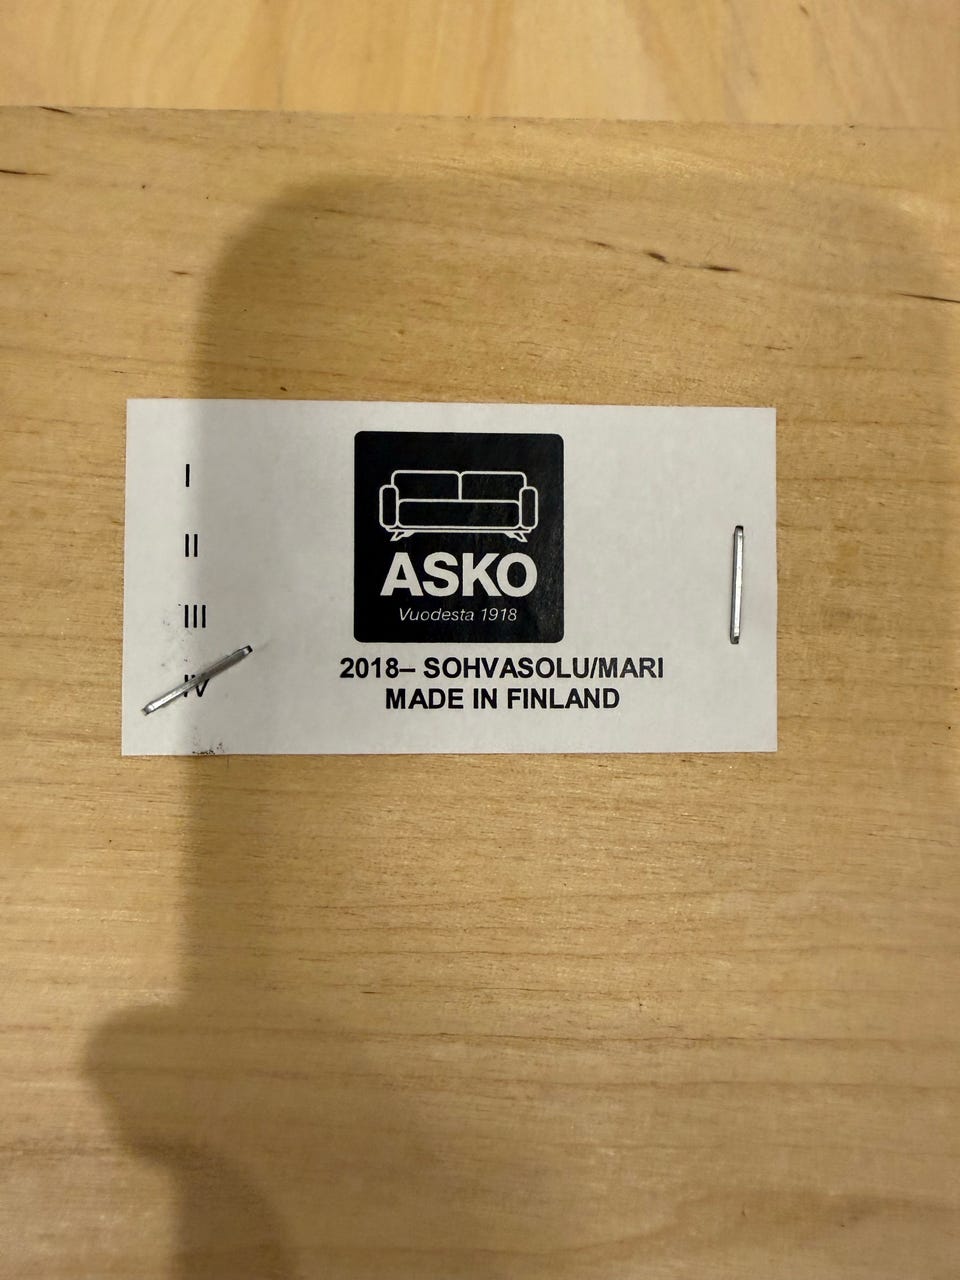 I
II
III
IV
ASKO
Vuodesta 1918
2018– SOHVASOLU/MARI
MADE IN FINLAND